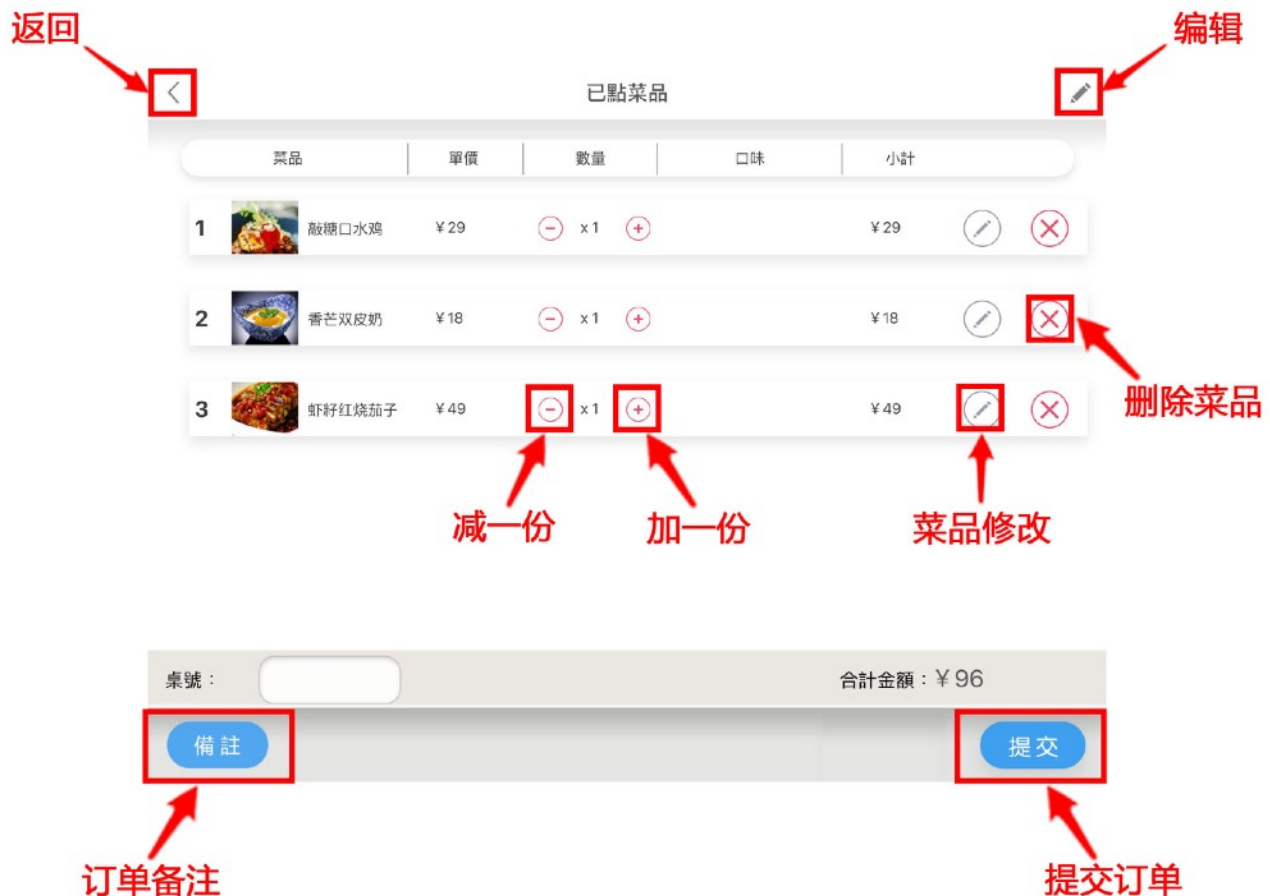 返回
编辑
已點菜品
菜品 單價 數量 口味 小計
1 敲糖口水鸡 ¥29 x1 ¥29
2 香芒双皮奶 ¥18 x1 ¥18
3 虾籽红烧茄子 ¥49 x1 ¥49
删除菜品
减一份 加一份 菜品修改
桌號： 合計金額：¥96
備註 提交
订单备注 提交订单